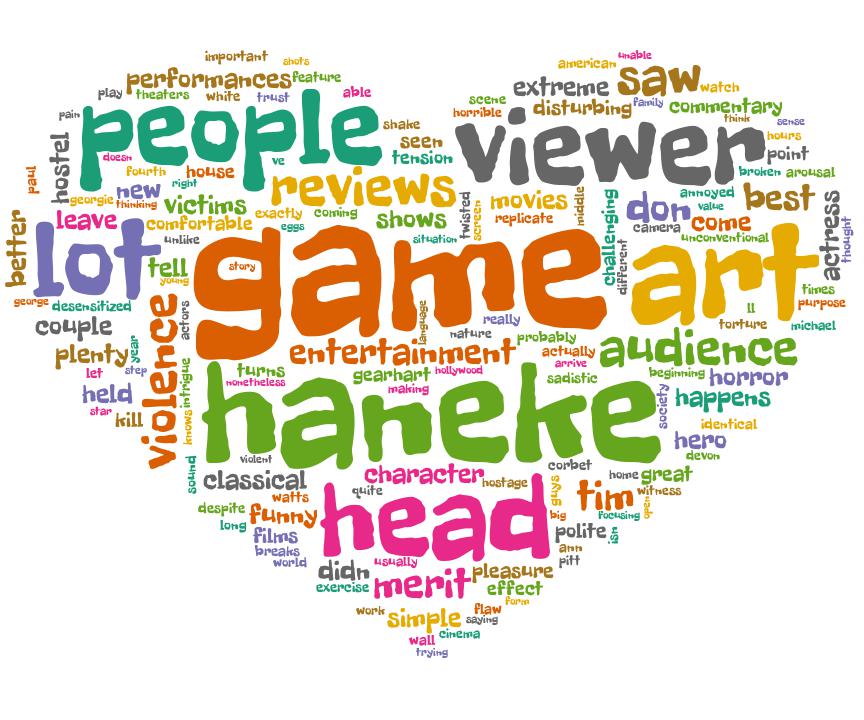 important
shots
performances
feature
play
theaters
white
trust
able
pain
people
shake
seen
tension
hostel
doesn
ve
fourth
house
right
paul
georgie
new
thinking
victims
reviews
leave
comfortable
exactly
coming
eggs
shows
situation
unlike
better
lot
tell
young
george
desensitized
couple
plenty
year
let
step
held
star
kill
violence
actors
intrigue
knows
american
unable
extreme
saw
watch
scene
horrible
disturbing
family
commentary
think
sense
viewer
hours
point
broken
arousal
twisted
screen
movies
replicate
middle
challenging
different
don
annoyed
value
camera
come
unconventional
best
actress
thought
game
story
art
times
purpose
ll
torture
michael
language
really
nature
probably
entertainment
actually
arrive
audience
turns
nonetheless
gearhart
hollywood
making
sadistic
beginning
horror
haneke
society
happens
identical
hero
devon
violent
sound
classical
watts
character
quite
hostage
corbet
guys
big
home
great
witness
open
tim
focusing
despite
long
funny
films
breaks
world
head
polite
isn
ann
pitt
didn
usually
exercise
merit
pleasure
effect
form
work
simple
flaw
saying
wall
cinema
trying